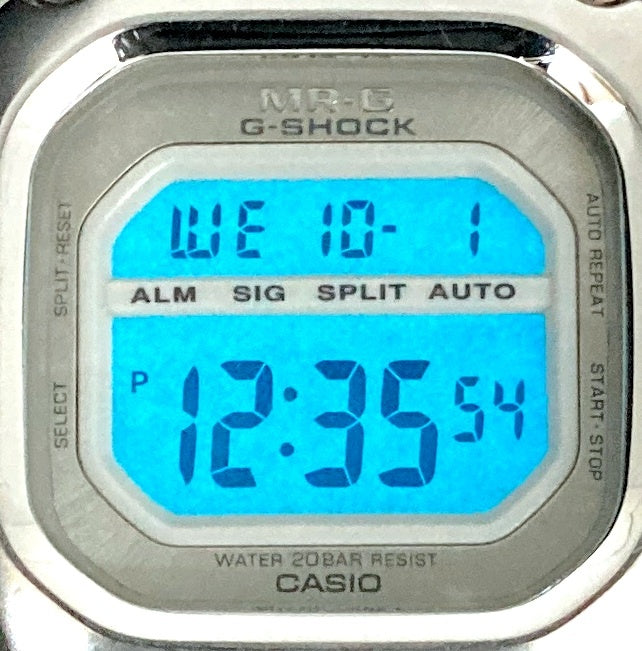 MR-G
G-SHOCK
SPLIT·RESET
AUTO REPEAT
WE 10- 1
ALM SIG SPLIT AUTO
P 12:35 54
SELECT
START·STOP
WATER 20BAR RESIST
CASIO